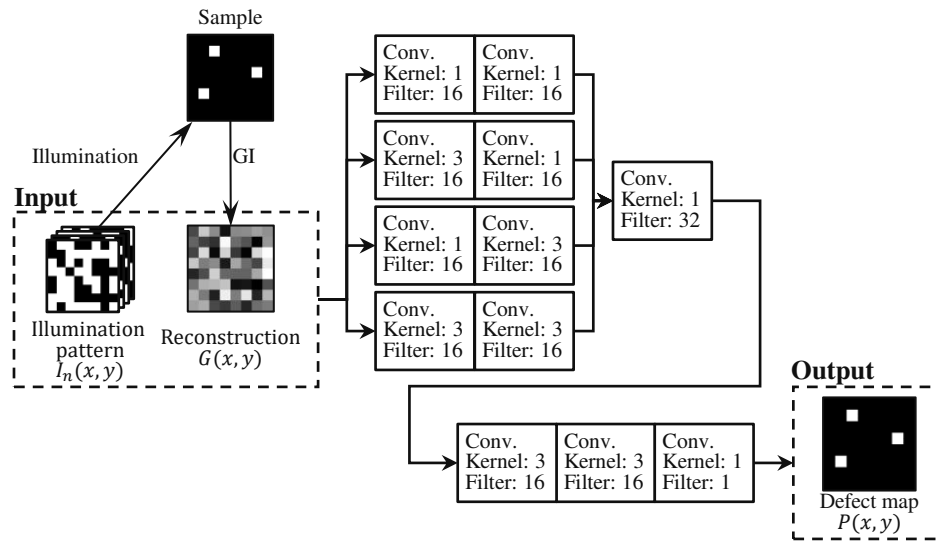 Sample
Illumination
GI
Input
Illumination
pattern
I_n(x, y)
Reconstruction
G(x, y)
Conv.
Kernel: 1
Filter: 16
Conv.
Kernel: 1
Filter: 16
Conv.
Kernel: 3
Filter: 16
Conv.
Kernel: 1
Filter: 16
Conv.
Kernel: 1
Filter: 16
Conv.
Kernel: 3
Filter: 16
Conv.
Kernel: 3
Filter: 16
Conv.
Kernel: 3
Filter: 16
Conv.
Kernel: 1
Filter: 32
Conv.
Kernel: 3
Filter: 16
Conv.
Kernel: 3
Filter: 16
Conv.
Kernel: 1
Filter: 1
Output
Defect map
P(x, y)